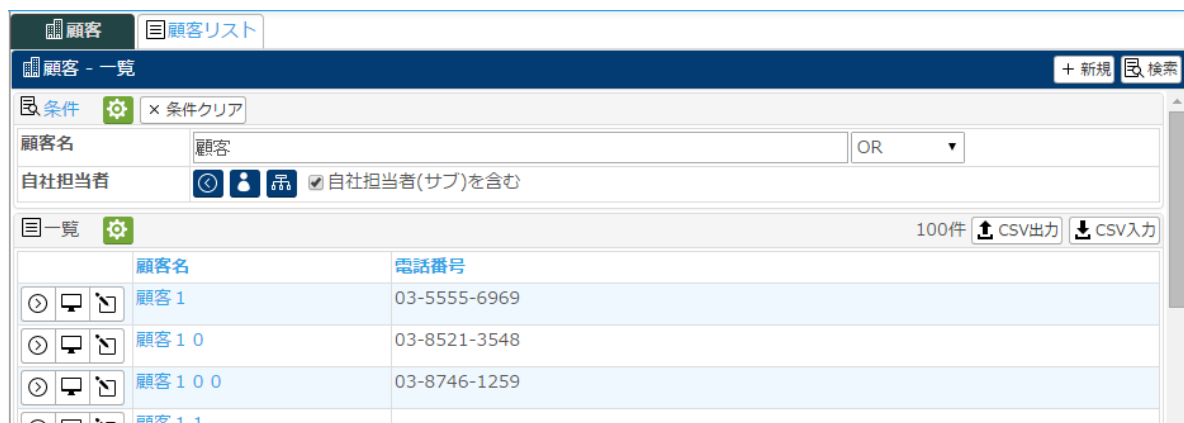 顧客 顧客リスト
顧客 - 一覧 + 新規 検索
条件 × 条件クリア
顧客名 顧客 OR
自社担当者 自社担当者(サブ)を含む
一覧 100件 CSV出力 CSV入力
顧客名 電話番号
顧客1 03-5555-6969
顧客10 03-8521-3548
顧客100 03-8746-1259
顧客11